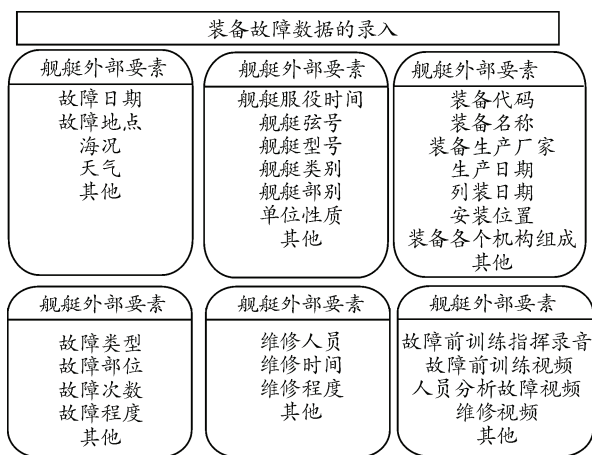 装备故障数据的录入
舰艇外部要素
故障日期
故障地点
海况
天气
其他
舰艇外部要素
舰艇服役时间
舰艇弦号
舰艇型号
舰艇类别
舰艇部别
单位性质
其他
舰艇外部要素
装备代码
装备名称
装备生产厂家
生产日期
列装日期
安装位置
装备各个机构组成
其他
舰艇外部要素
故障类型
故障部位
故障次数
故障程度
其他
舰艇外部要素
维修人员
维修时间
维修程度
其他
舰艇外部要素
故障前训练指挥录音
故障前训练视频
人员分析故障视频
维修视频
其他